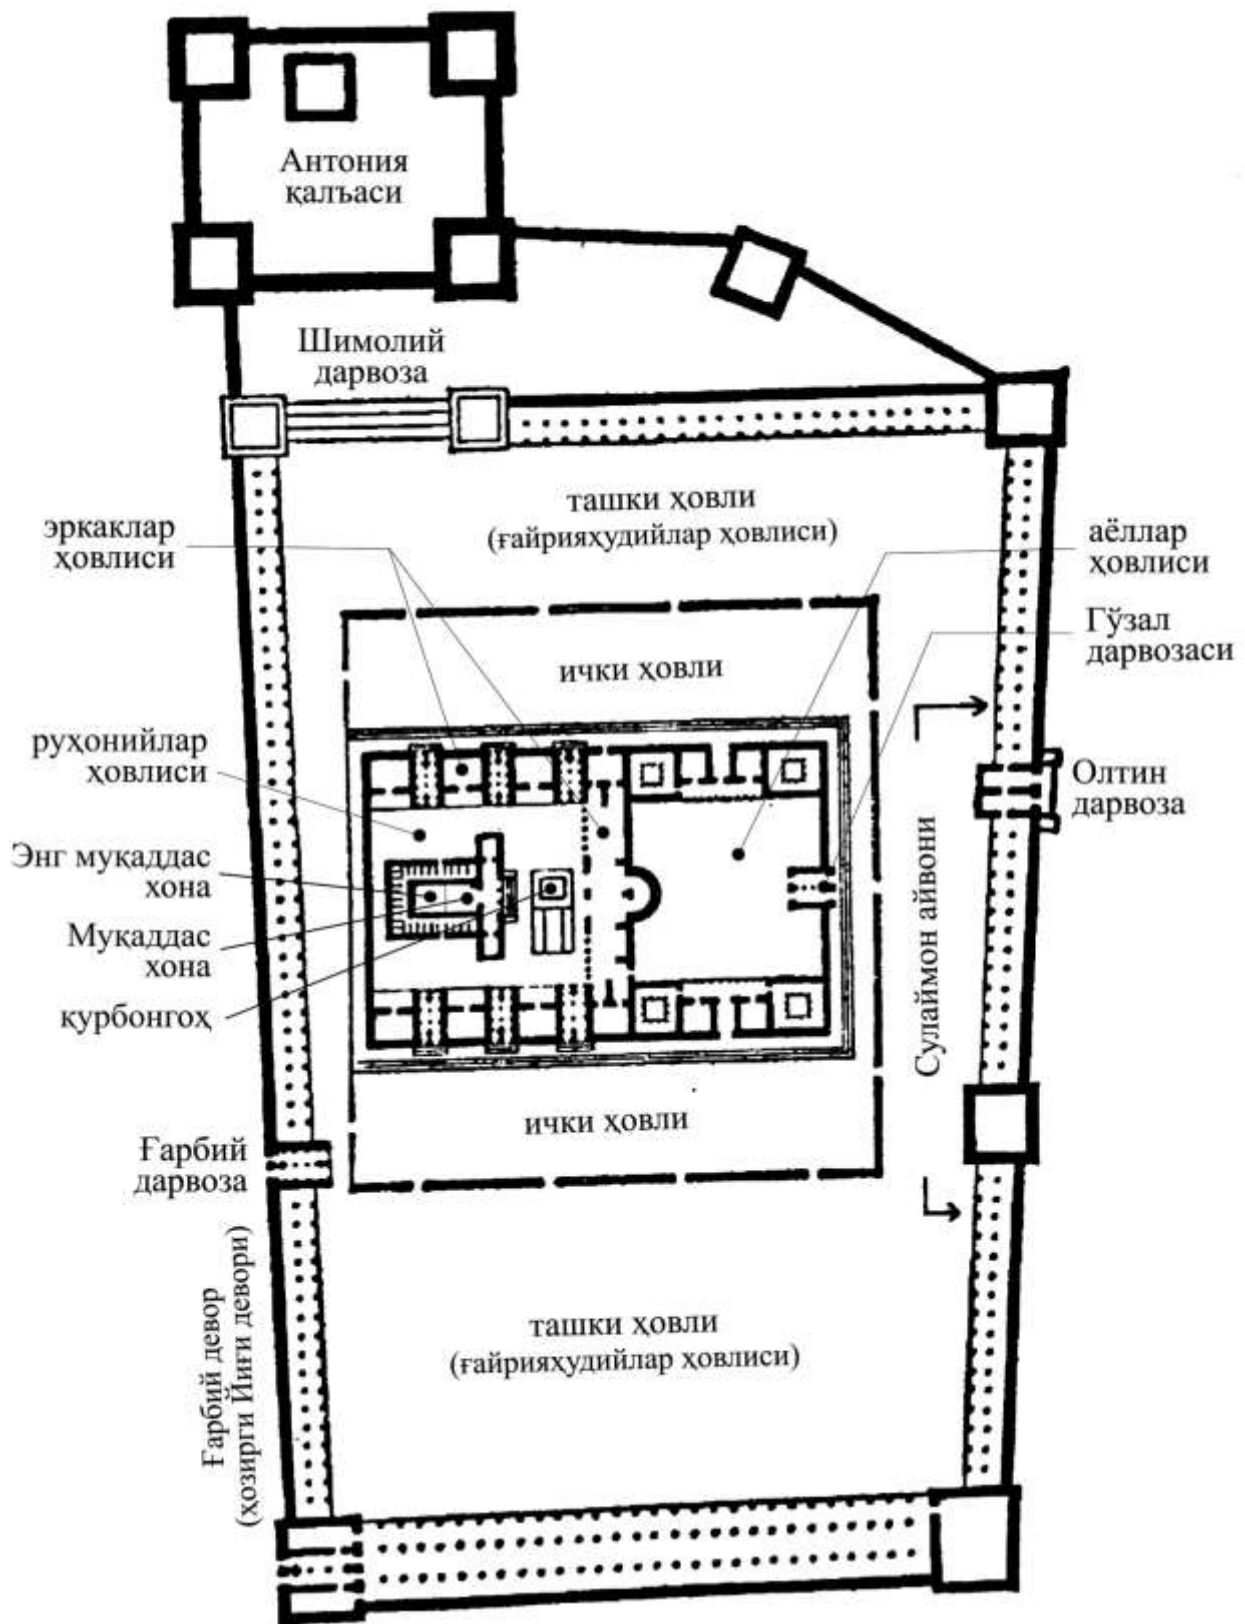 Антония
қалъаси
Шимолий
дарвоза
ташки ҳовли
(ғайрияҳудийлар ҳовлиси)
эркаклар
ҳовлиси
аёллар
ҳовлиси
Гўзал
дарвозаси
ички ҳовли
руҳонийлар
ҳовлиси
Олтин
дарвоза
Энг муқаддас
хона
Муқаддас
хона
қурбонгоҳ
Сулаймон айвони
ички ҳовли
Ғарбий
дарвоза
Ғарбий девор
(ҳозирги Йиғи девори)
ташки ҳовли
(ғайрияҳудийлар ҳовлиси)